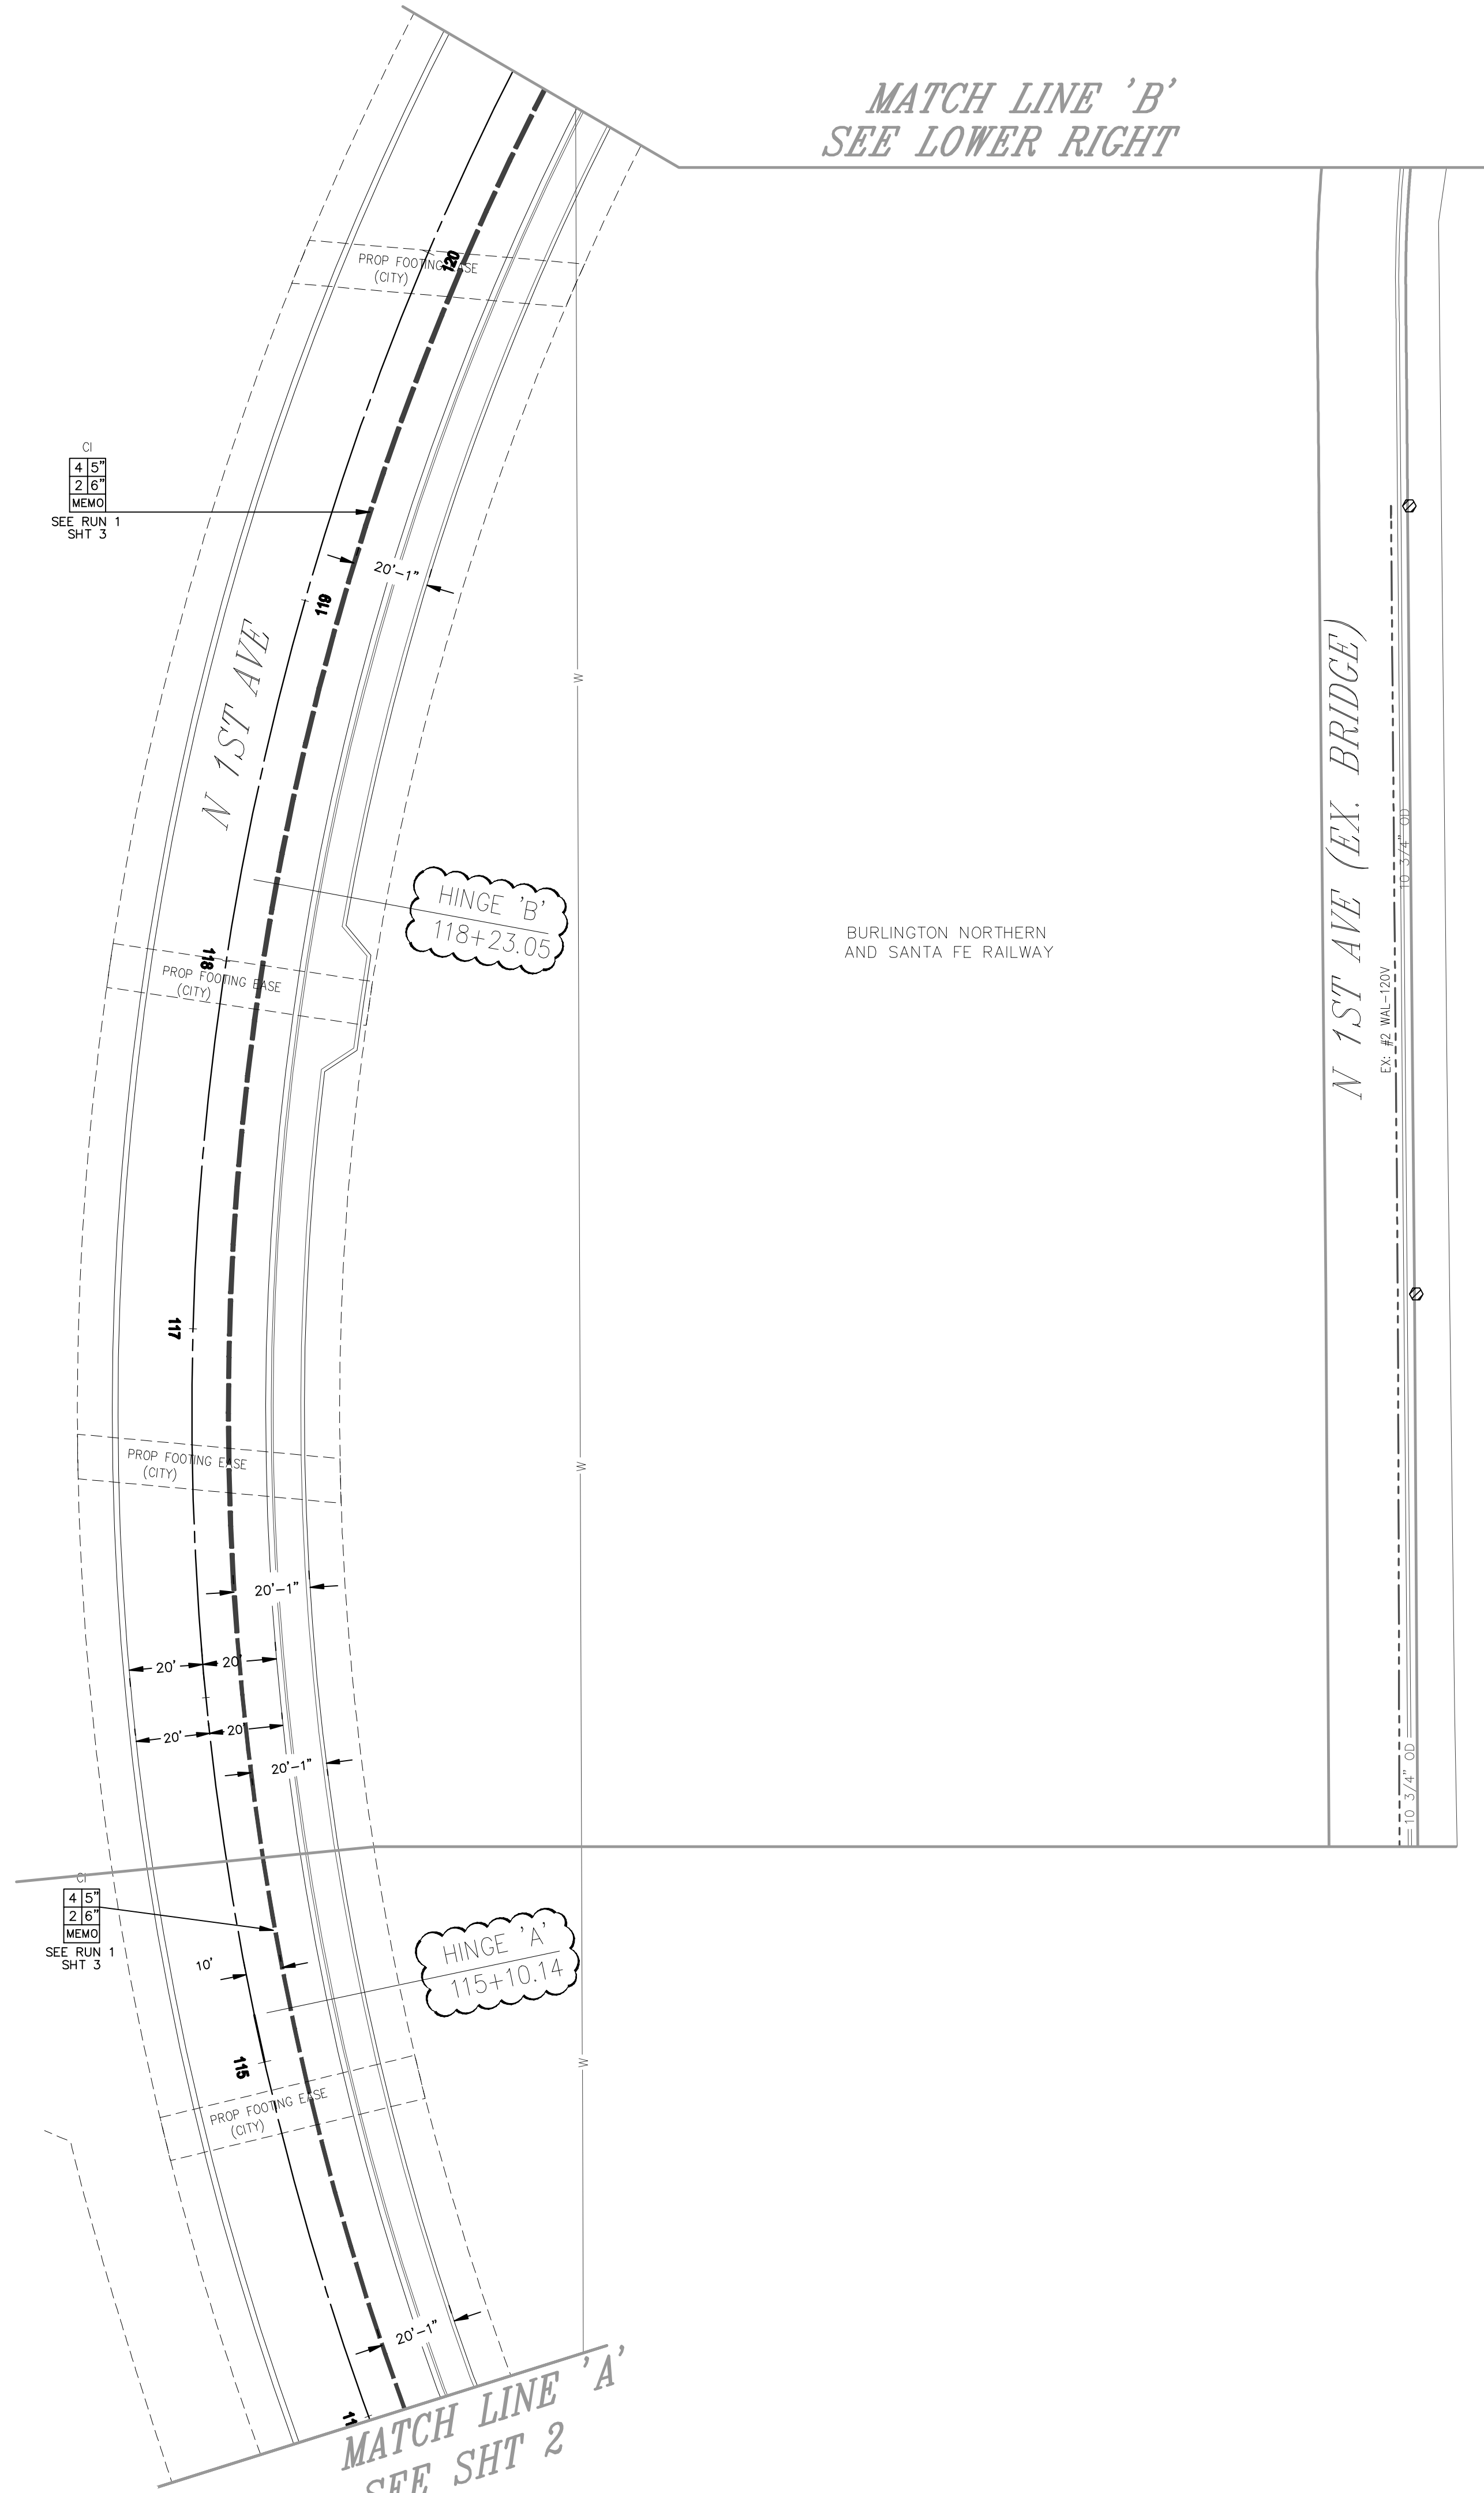 MATCH LINE 'B'
SEE LOWER RIGHT
120
PROP FOOTING EASE
(CITY)
CI
4 5"
2 6"
MEMO
SEE RUN 1
SHT 3
20'-1"
119
N 1ST AVE
W
N 1ST AVE (EX. BRIDGE)
10 3/4" OD
HINGE 'B'
118+23.05
BURLINGTON NORTHERN
AND SANTA FE RAILWAY
EX: #2 WAL-120V
118
PROP FOOTING EASE
(CITY)
117
PROP FOOTING EASE
(CITY)
W
20'-1"
20' 20'
20' 20'
20'-1"
10 3/4" OD
CI
4 5"
2 6"
MEMO
SEE RUN 1
SHT 3
10'
HINGE 'A'
115+10.14
115
W
PROP FOOTING EASE
(CITY)
20'-1"
11
MATCH LINE 'A'
SEE SHT 2